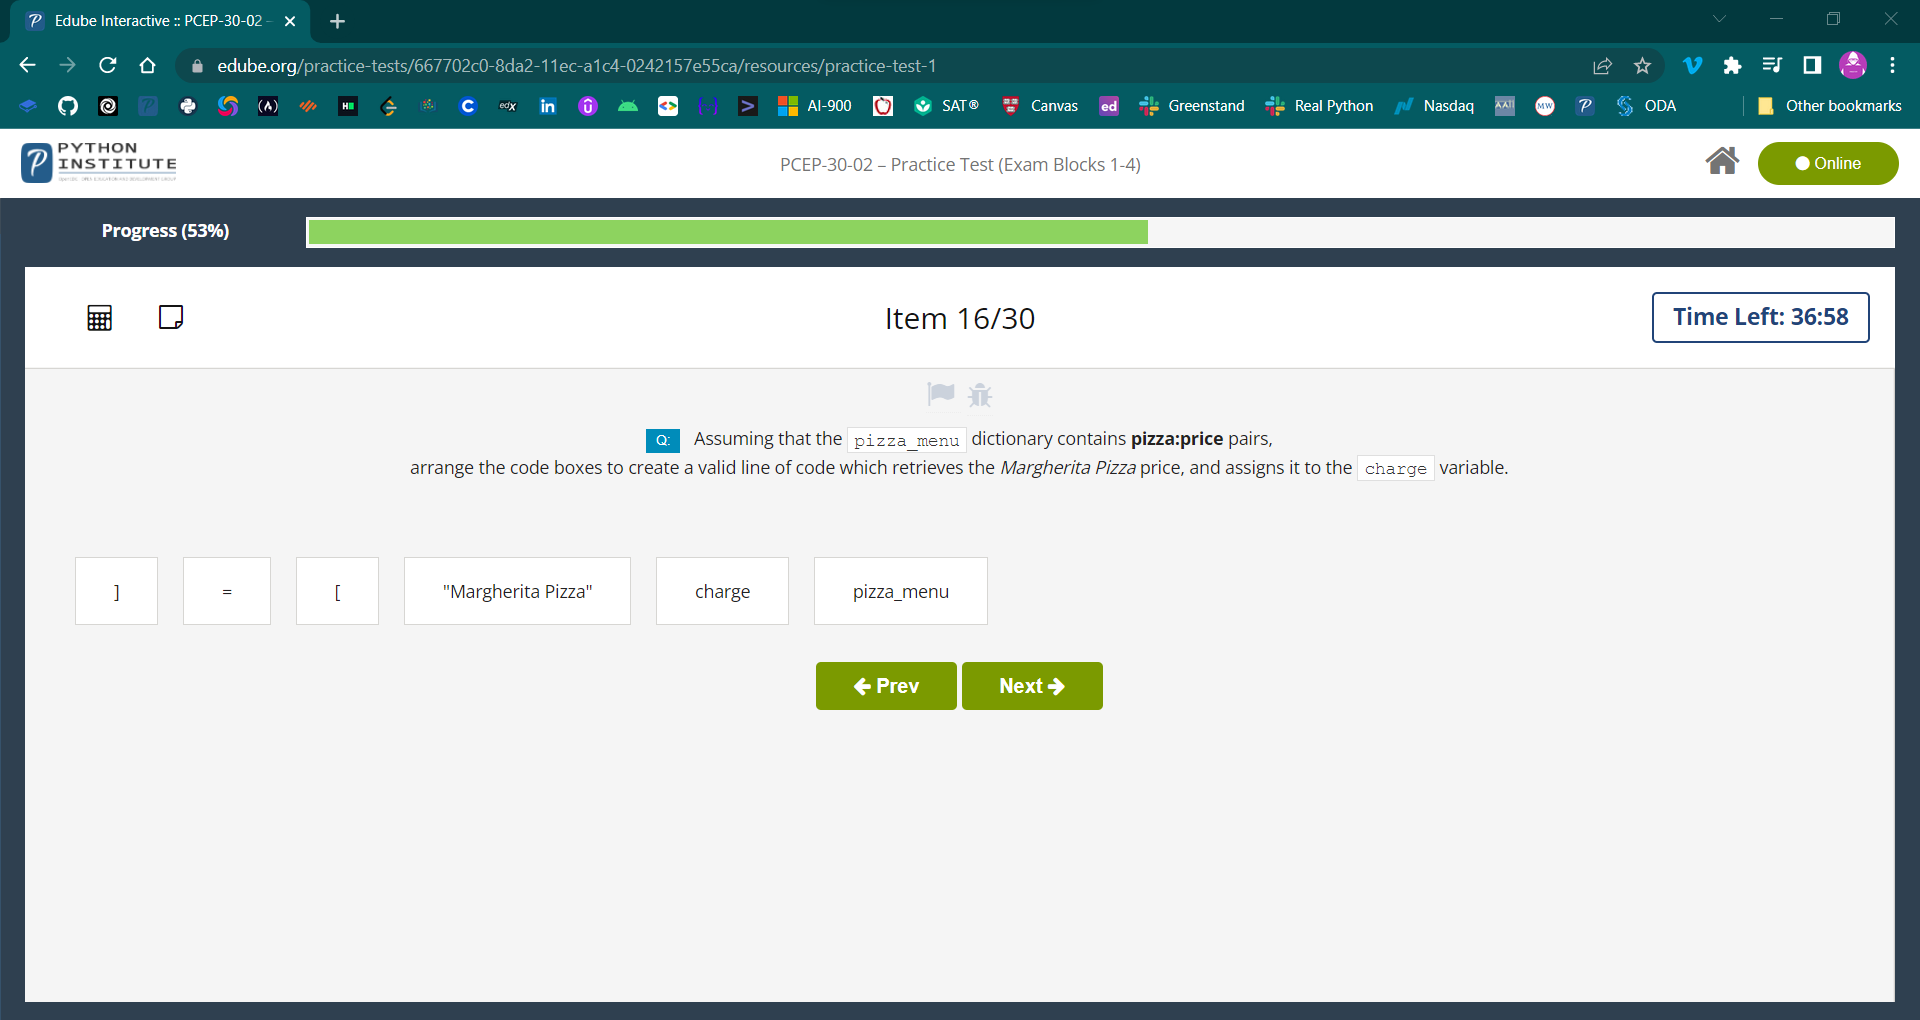 Edube Interactive :: PCEP-30-02 -
edube.org/practice-tests/667702c0-8da2-11ec-a1c4-0242157e55ca/resources/practice-test-1
AI-900 SAT® Canvas ed Greenstand Real Python Nasdaq MW ODA Other bookmarks
PYTHON
INSTITUTE
PCEP-30-02 – Practice Test (Exam Blocks 1-4)
Online
Progress (53%)
Item 16/30
Time Left: 36:58
Q: Assuming that the pizza_menu dictionary contains pizza:price pairs,
arrange the code boxes to create a valid line of code which retrieves the Margherita Pizza price, and assigns it to the charge variable.
] = [ "Margherita Pizza" charge pizza_menu
Prev Next